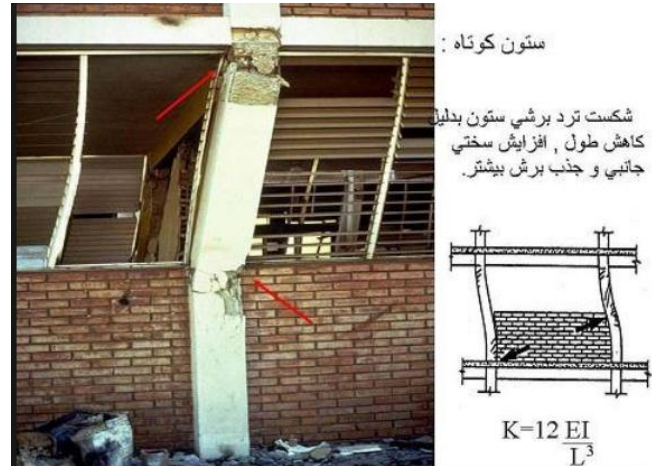 ستون کوتاه :
شکست ترد برشي ستون بدليل
کاهش طول , افزايش سختي
جانبي و جذب برش بيشتر.
K=12 EI
L³